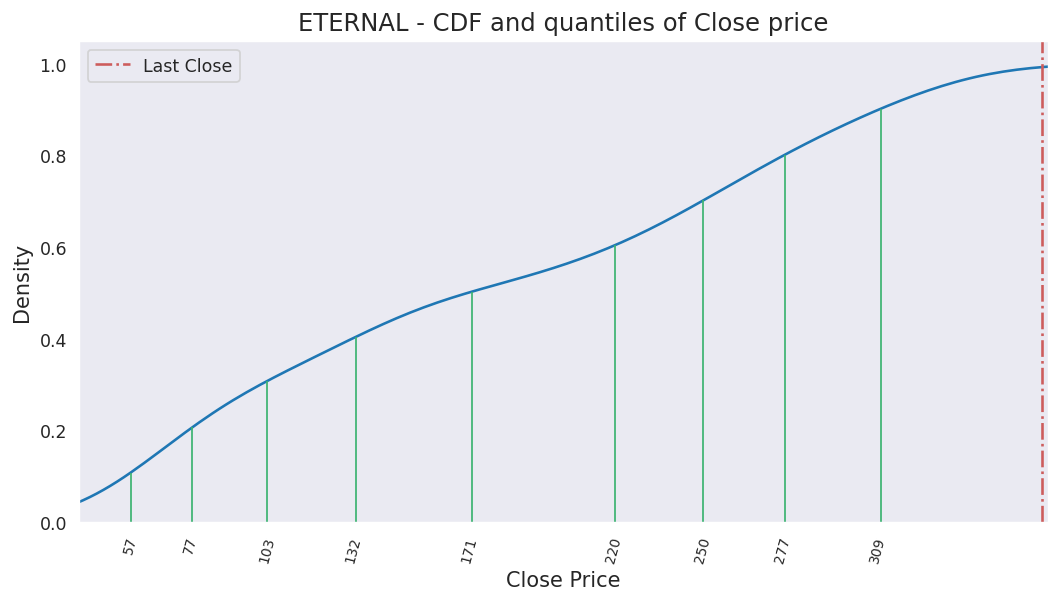 ETERNAL - CDF and quantiles of Close price
Last Close
Density
1.0
0.8
0.6
0.4
0.2
0.0
57 77 103 132 171 220 250 277 309
Close Price